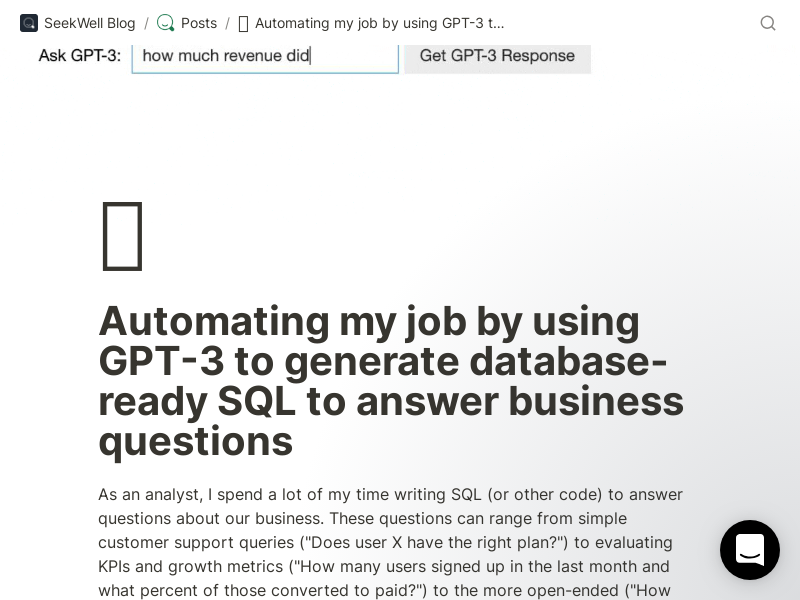 SeekWell Blog / Posts / Automating my job by using GPT-3 t...
Ask GPT-3: how much revenue did Get GPT-3 Response
Automating my job by using
GPT-3 to generate database-
ready SQL to answer business
questions
As an analyst, I spend a lot of my time writing SQL (or other code) to answer
questions about our business. These questions can range from simple
customer support queries ("Does user X have the right plan?") to evaluating
KPIs and growth metrics ("How many users signed up in the last month and
what percent of those converted to paid?") to the more open-ended ("How